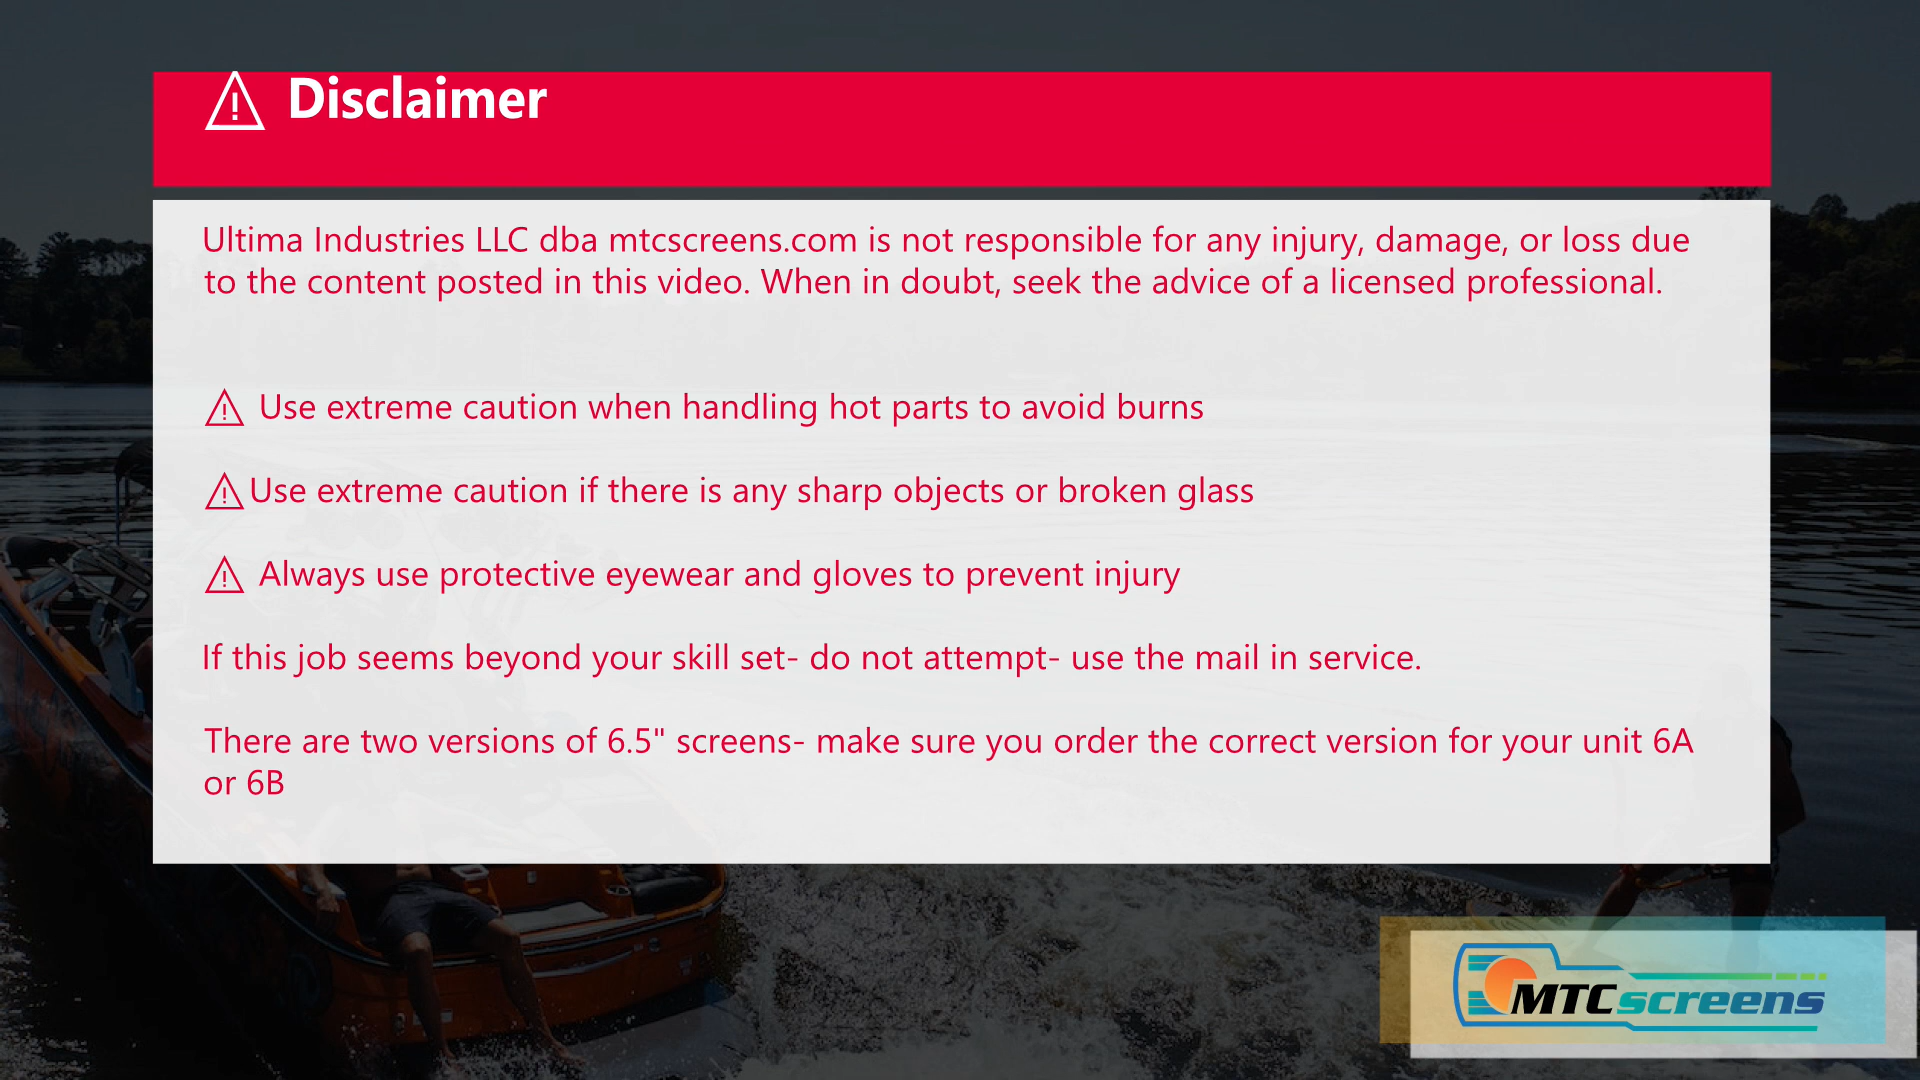 ⚠ Disclaimer
Ultima Industries LLC dba mtcscreens.com is not responsible for any injury, damage, or loss due
to the content posted in this video. When in doubt, seek the advice of a licensed professional.
⚠ Use extreme caution when handling hot parts to avoid burns
⚠Use extreme caution if there is any sharp objects or broken glass
⚠ Always use protective eyewear and gloves to prevent injury
If this job seems beyond your skill set- do not attempt- use the mail in service.
There are two versions of 6.5" screens- make sure you order the correct version for your unit 6A
or 6B
MTCscreens